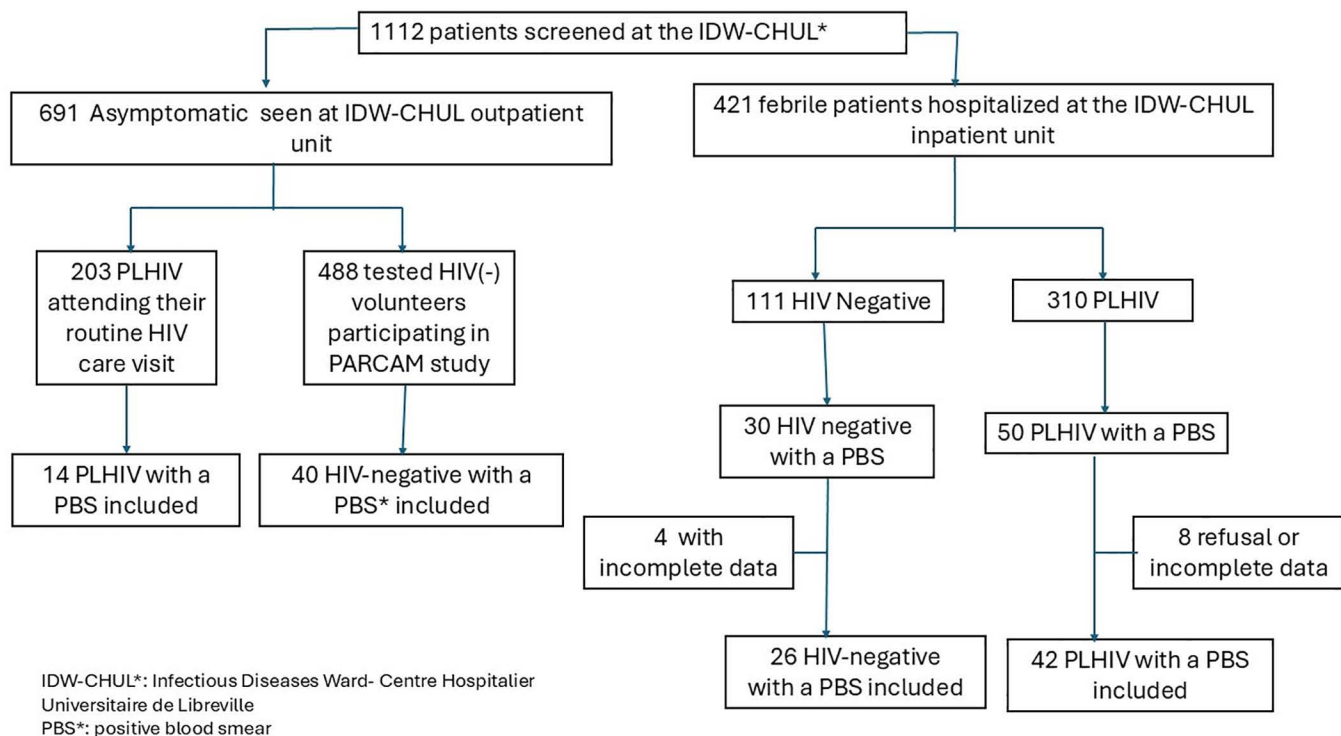 1112 patients screened at the IDW-CHUL*
691 Asymptomatic seen at IDW-CHUL outpatient
unit
421 febrile patients hospitalized at the IDW-CHUL
inpatient unit
203 PLHIV
attending their
routine HIV
care visit
488 tested HIV(-)
volunteers
participating in
PARCAM study
111 HIV Negative
310 PLHIV
30 HIV negative
with a PBS
50 PLHIV with a PBS
14 PLHIV with a
PBS included
40 HIV-negative with a
PBS* included
4 with
incomplete data
8 refusal or
incomplete data
26 HIV-negative
with a PBS included
42 PLHIV with a PBS
included
IDW-CHUL*: Infectious Diseases Ward- Centre Hospitalier
Universitaire de Libreville
PBS*: positive blood smear